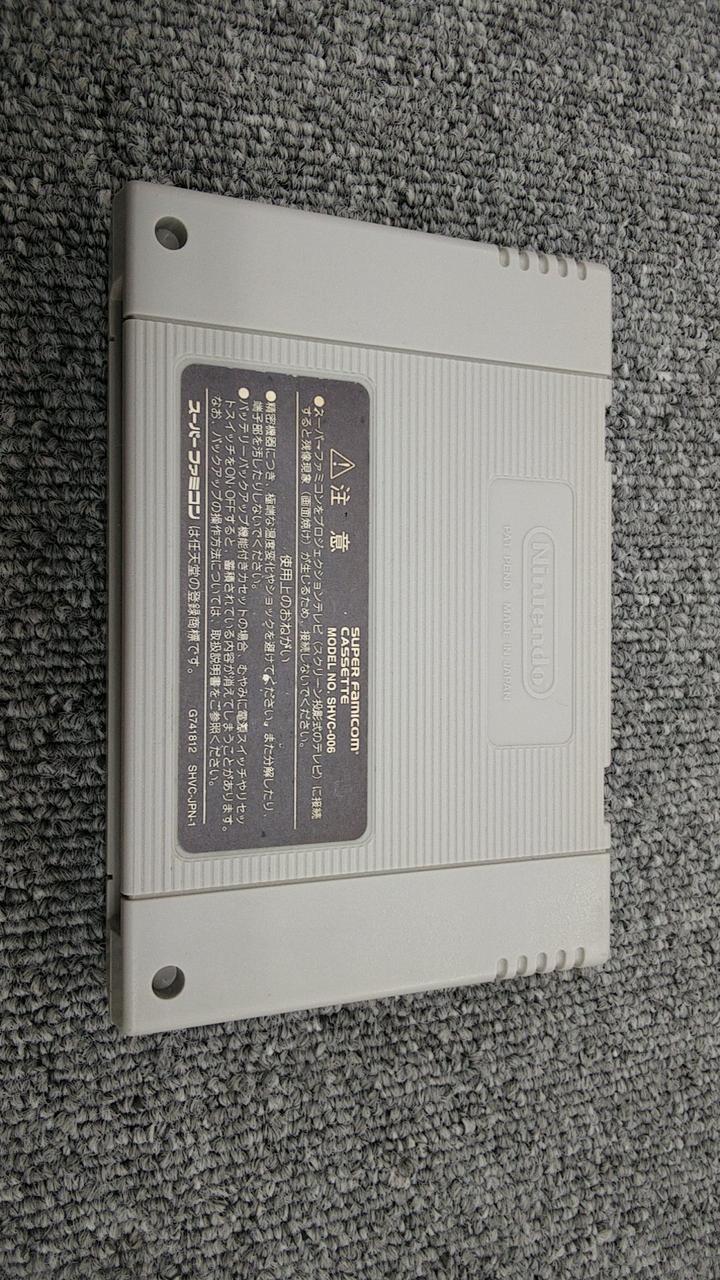 Nintendo
PAT. PEND. MADE IN JAPAN
SUPER Famicom
CASSETTE
MODEL NO. SHVC-006
⚠注 意
●スーパーファミコンをプロジェクションテレビ（スクリーン投影式のテレビ）に接続
すると残像現象（画面焼け）が生じるため、接続しないでください。
使用上のおねがい
●精密機器につき、極端な温度変化やショックを避けてください。また分解したり、
端子部を汚したりしないでください。
●バッテリーバックアップ機能付きカセットの場合、むやみに電源スイッチやリセッ
トスイッチをON OFFすると、蓄積されている内容が消えてしまうことがあります。
なお、バックアップの操作方法については、取扱説明書をご参照ください。
スーパーファミコン は任天堂の登録商標です。
G741812 SHVC-JPN-1